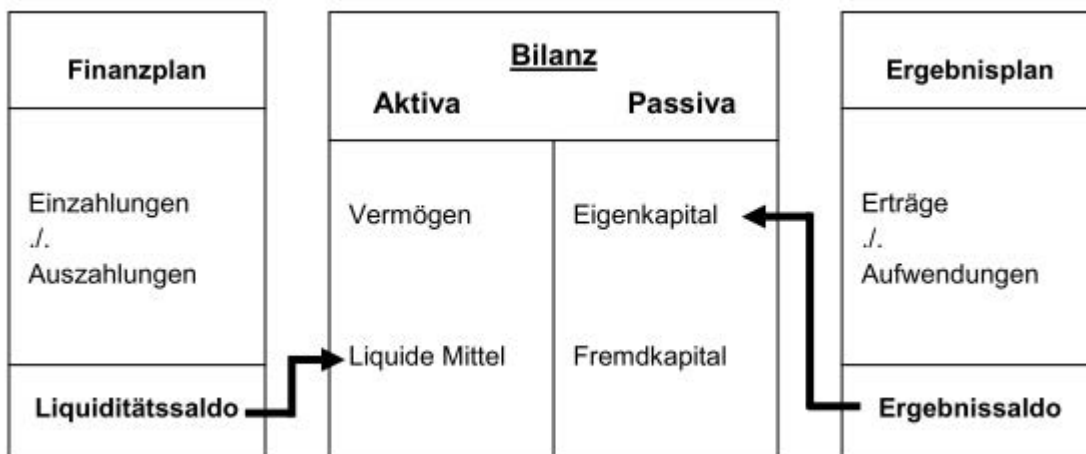 Finanzplan
Einzahlungen
./.
Auszahlungen
Liquiditätssaldo
Bilanz
Aktiva Passiva
Vermögen Eigenkapital
Liquide Mittel Fremdkapital
Ergebnisplan
Erträge
./.
Aufwendungen
Ergebnissaldo